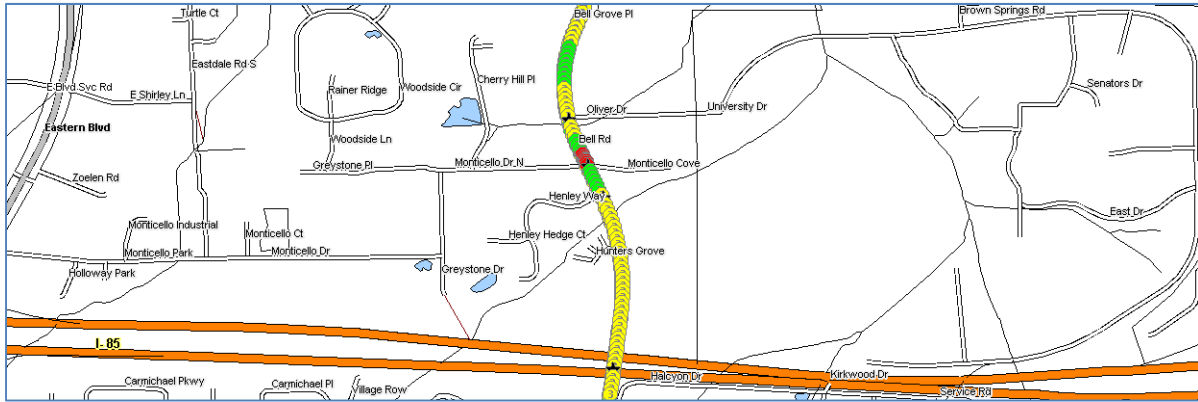 Turtle Ct
Bell Grove Pl
Brown Springs Rd
Eastdale Rd S
Cherry Hill Pl
E Blvd Svc Rd
E Shirley Ln
Rainer Ridge
Woodside Cir
Senators Dr
Oliver Dr
University Dr
Eastern Blvd
Woodside Ln
Bell Rd
Greystone Pl
Monticello Dr N
Monticello Cove
Zoelen Rd
Henley Way
Monticello Industrial
Monticello Ct
Henley Hedge Ct
East Dr
Monticello Park
Monticello Dr
Hunters Grove
Holloway Park
Greystone Dr
I-85
Carmichael Pkwy
Carmichael Pl
Village Row
Halcyon Dr
Kirkwood Dr
Service Rd
3